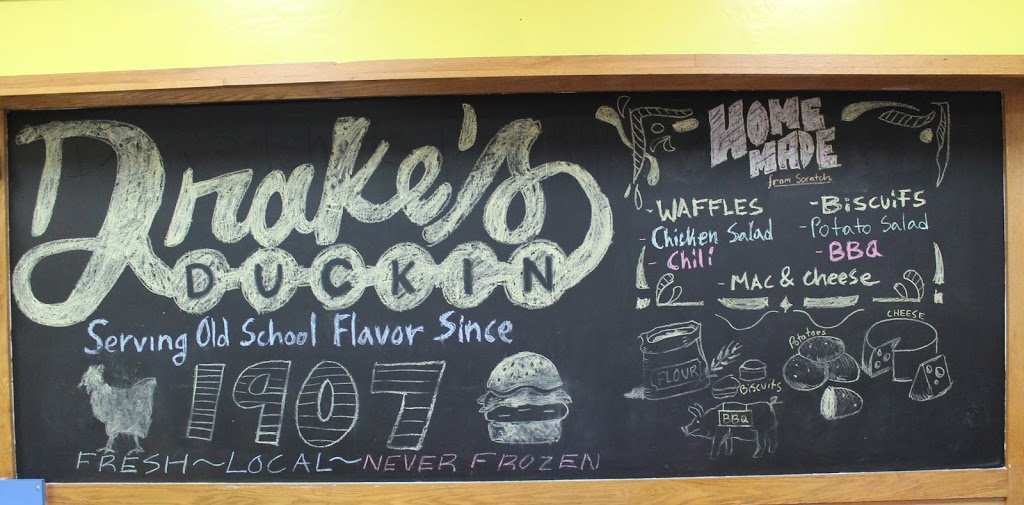 Drake's
DUCKIN
Serving Old School Flavor Since
1907
FRESH~LOCAL~NEVER FROZEN
HOME
MADE
from Scratch
- WAFFLES
- Chicken Salad
- Chili
- BiscuifS
- Potato Salad
- BBQ
- MAC & cheese
FLOUR
BiscuitS
BBQ
Potatoes
CHEESE